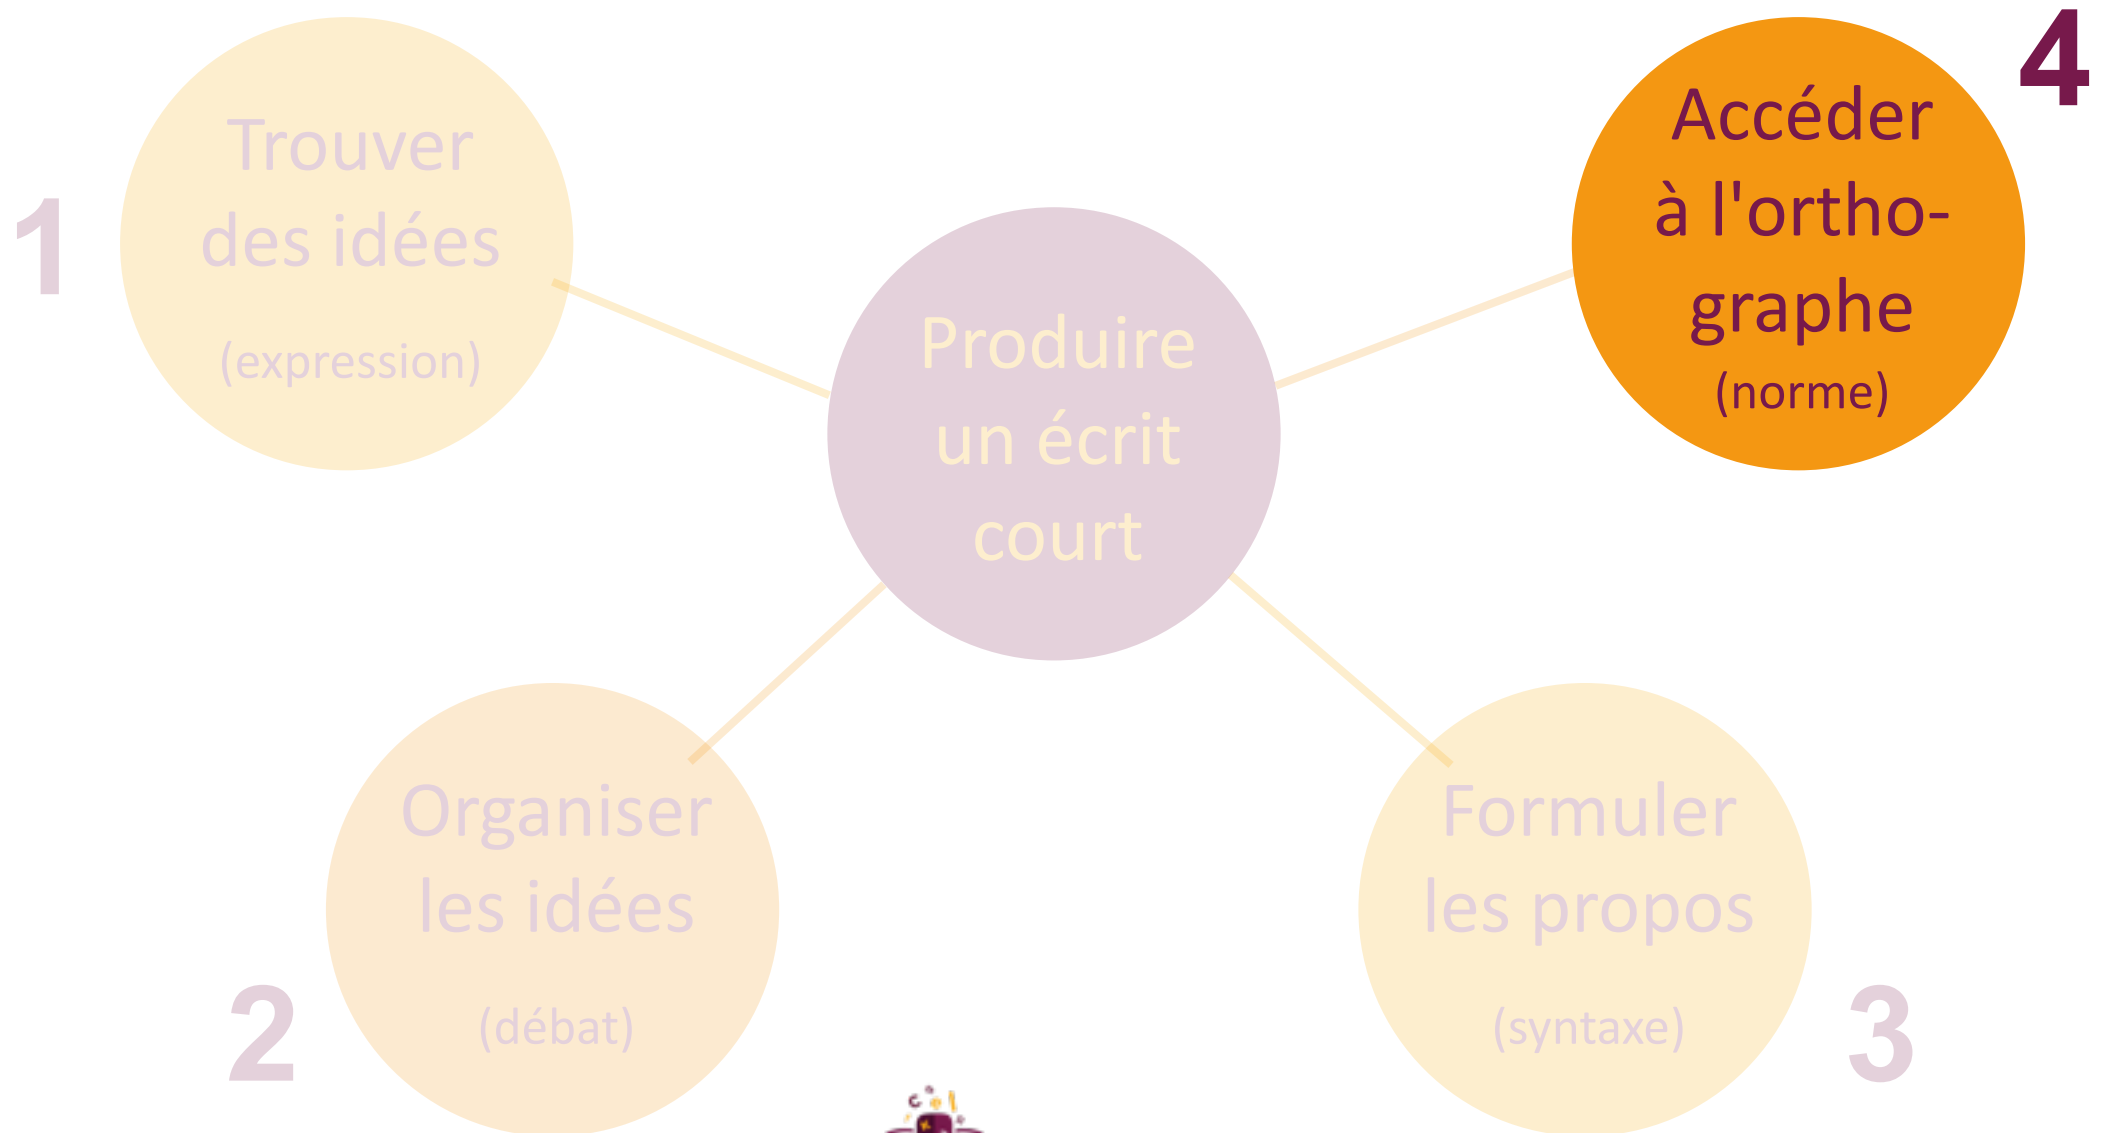 1
Trouver
des idées
(expression)
2
Organiser
les idées
(débat)
Produire
un écrit
court
3
Formuler
les propos
(syntaxe)
4
Accéder
à l'ortho-
graphe
(norme)